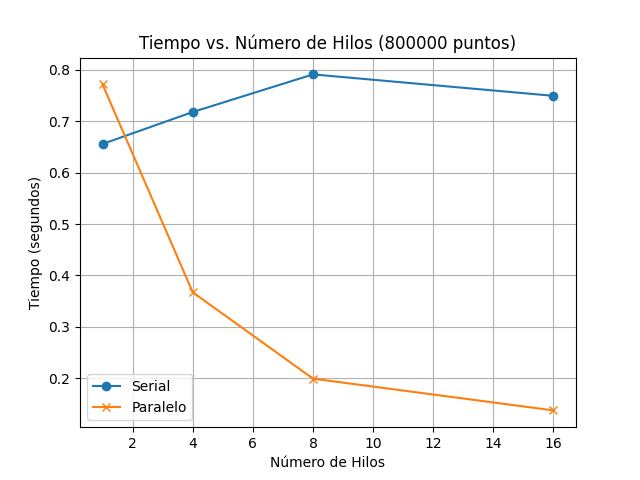 Tiempo vs. Número de Hilos (800000 puntos)
Tiempo (segundos)
0.8
0.7
0.6
0.5
0.4
0.3
0.2
Serial
Paralelo
2 4 6 8 10 12 14 16
Número de Hilos